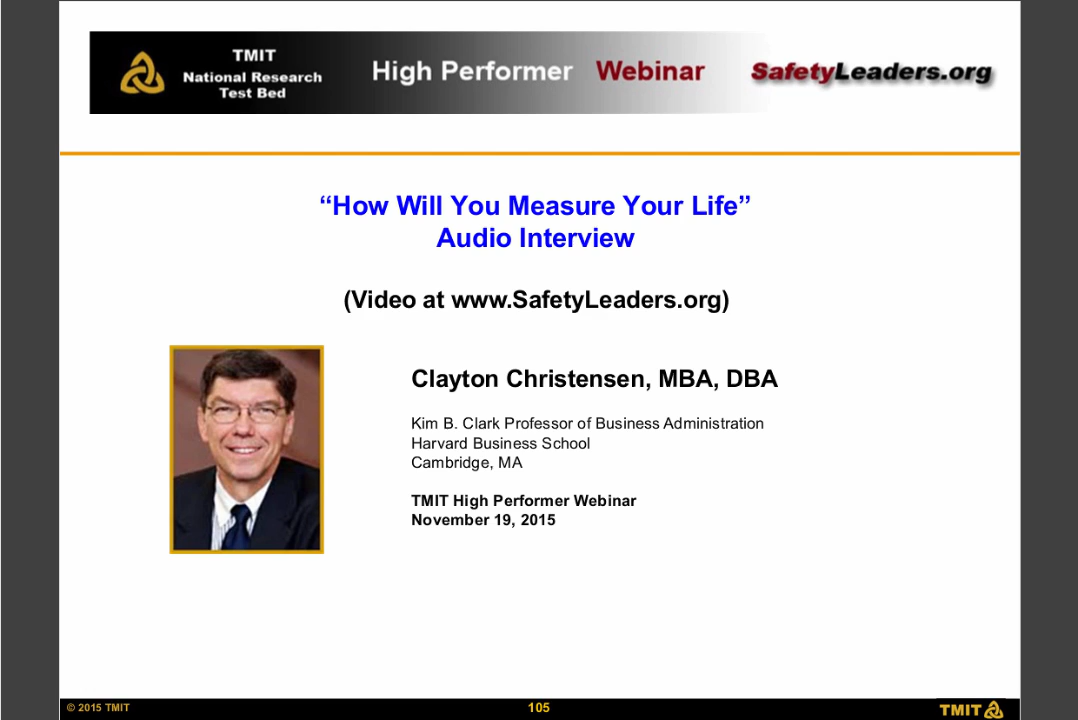 TMIT
National Research
Test Bed
High Performer Webinar
SafetyLeaders.org
“How Will You Measure Your Life”
Audio Interview
(Video at www.SafetyLeaders.org)
Clayton Christensen, MBA, DBA
Kim B. Clark Professor of Business Administration
Harvard Business School
Cambridge, MA
TMIT High Performer Webinar
November 19, 2015
© 2015 TMIT
105
TMIT